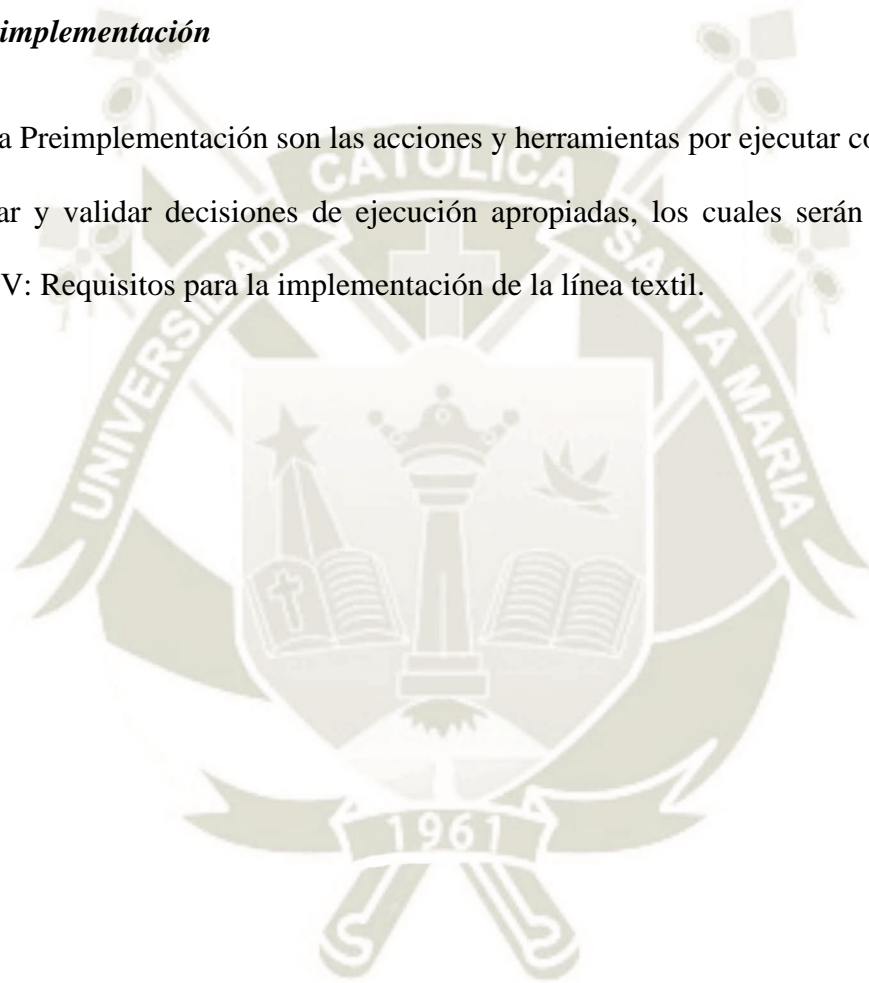 implementación
a Preimplementación son las acciones y herramientas por ejecutar co
ar y validar decisiones de ejecución apropiadas, los cuales serán
V: Requisitos para la implementación de la línea textil.
UNIVERSIDAD CATOLICA SANTA MARIA
1961